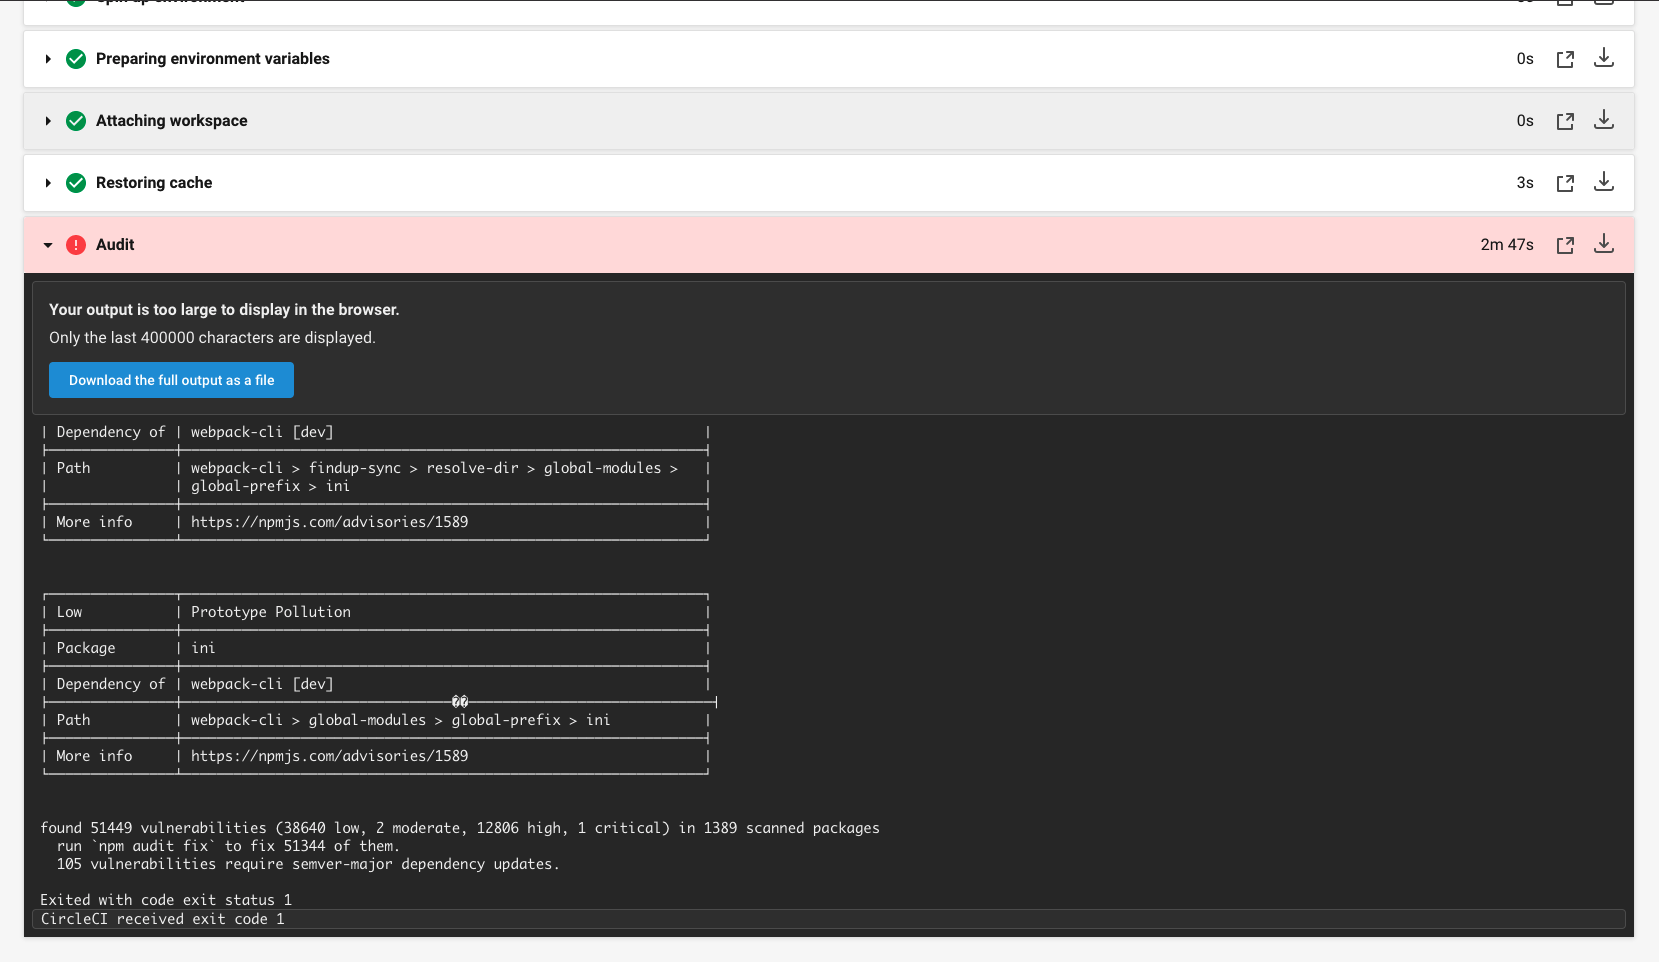 Spin up environment
Preparing environment variables 0s
Attaching workspace 0s
Restoring cache 3s
! Audit 2m 47s
Your output is too large to display in the browser.
Only the last 400000 characters are displayed.
Download the full output as a file
| Dependency of | webpack-cli [dev] |
| Path | webpack-cli > findup-sync > resolve-dir > global-modules > |
| | global-prefix > ini |
| More info | https://npmjs.com/advisories/1589 |
| Low | Prototype Pollution |
| Package | ini |
| Dependency of | webpack-cli [dev] |
��
| Path | webpack-cli > global-modules > global-prefix > ini |
| More info | https://npmjs.com/advisories/1589 |
found 51449 vulnerabilities (38640 low, 2 moderate, 12806 high, 1 critical) in 1389 scanned packages
run `npm audit fix` to fix 51344 of them.
105 vulnerabilities require semver-major dependency updates.
Exited with code exit status 1
CircleCI received exit code 1